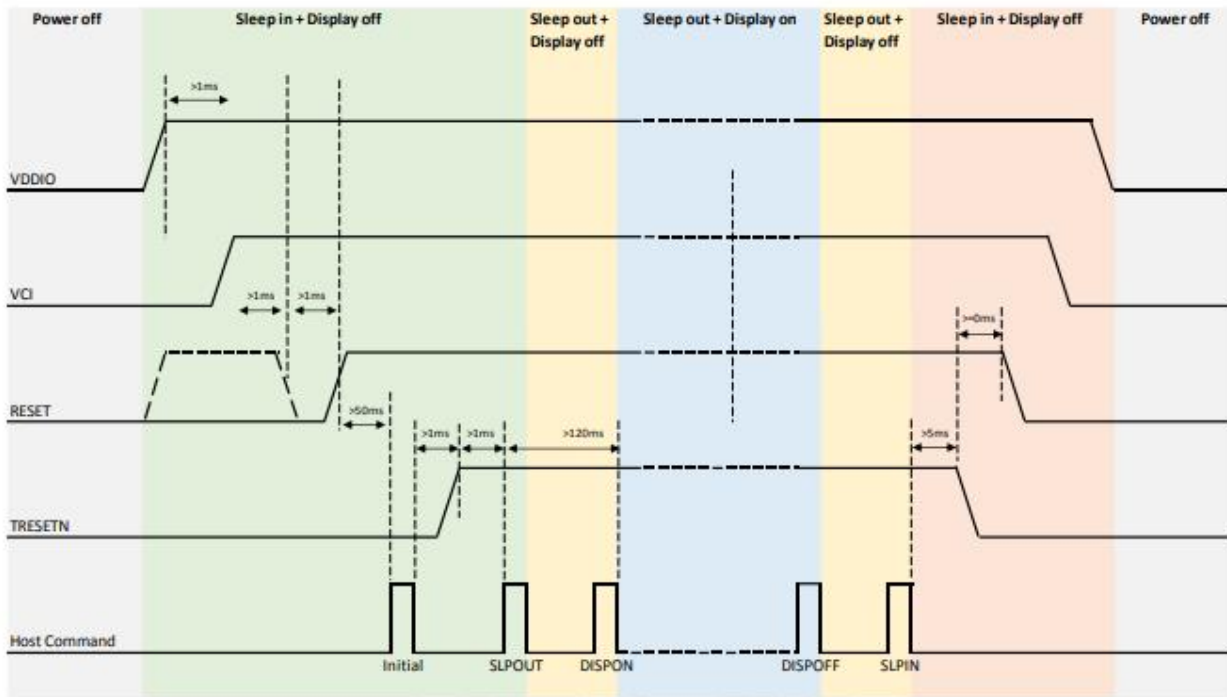 Power off
Sleep in + Display off
Sleep out +
Display off
Sleep out + Display on
Sleep out +
Display off
Sleep in + Display off
Power off
>1ms
VDDIO
VCI
>1ms
>1ms
>=0ms
RESET
>50ms
>1ms
>1ms
>120ms
>5ms
TRESETN
Host Command
Initial
SLPOUT
DISPON
DISPOFF
SLPIN